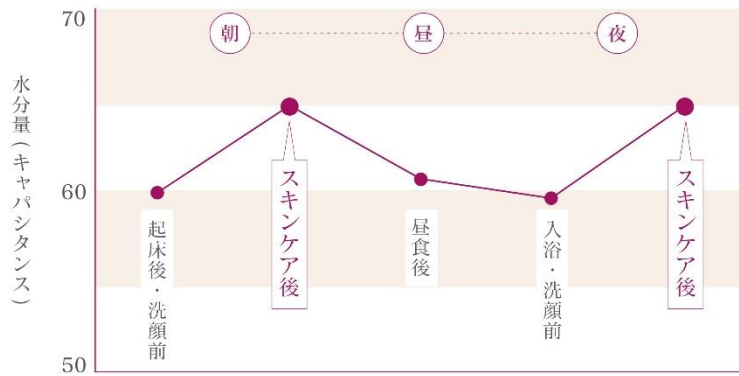 70
60
50
水分量(キャパシタンス)
朝
昼
夜
起床後・洗顔前
スキンケア後
昼食後
入浴・洗顔前
スキンケア後